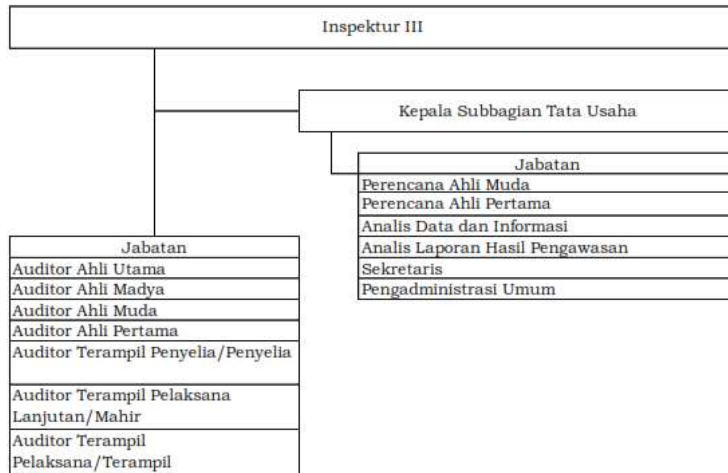 Inspektur III
Kepala Subbagian Tata Usaha
Jabatan
Perencana Ahli Muda
Perencana Ahli Pertama
Analis Data dan Informasi
Analis Laporan Hasil Pengawasan
Sekretaris
Pengadministrasi Umum
Jabatan
Auditor Ahli Utama
Auditor Ahli Madya
Auditor Ahli Muda
Auditor Ahli Pertama
Auditor Terampil Penyelia/Penyelia
Auditor Terampil Pelaksana
Lanjutan/Mahir
Auditor Terampil
Pelaksana/Terampil